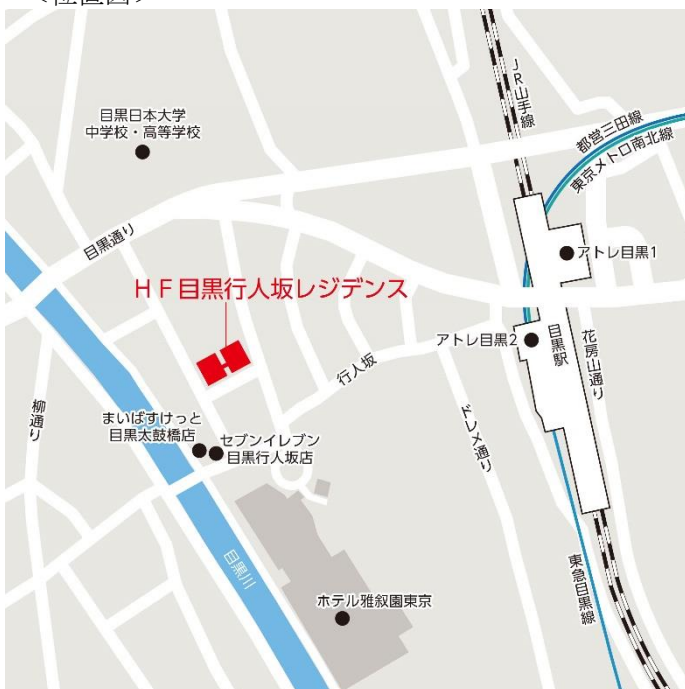 <位置図>
JR山手線
目黒日本大学
中学校・高等学校
都営三田線
東京メトロ南北線
目黒通り
アトレ目黒1
HF目黒行人坂レジデンス
アトレ目黒2
目黒駅
花房山通り
行人坂
柳通り
まいばすけっと
目黒太鼓橋店
セブンイレブン
目黒行人坂店
ドレメ通り
目黒川
ホテル雅叙園東京
東急目黒線